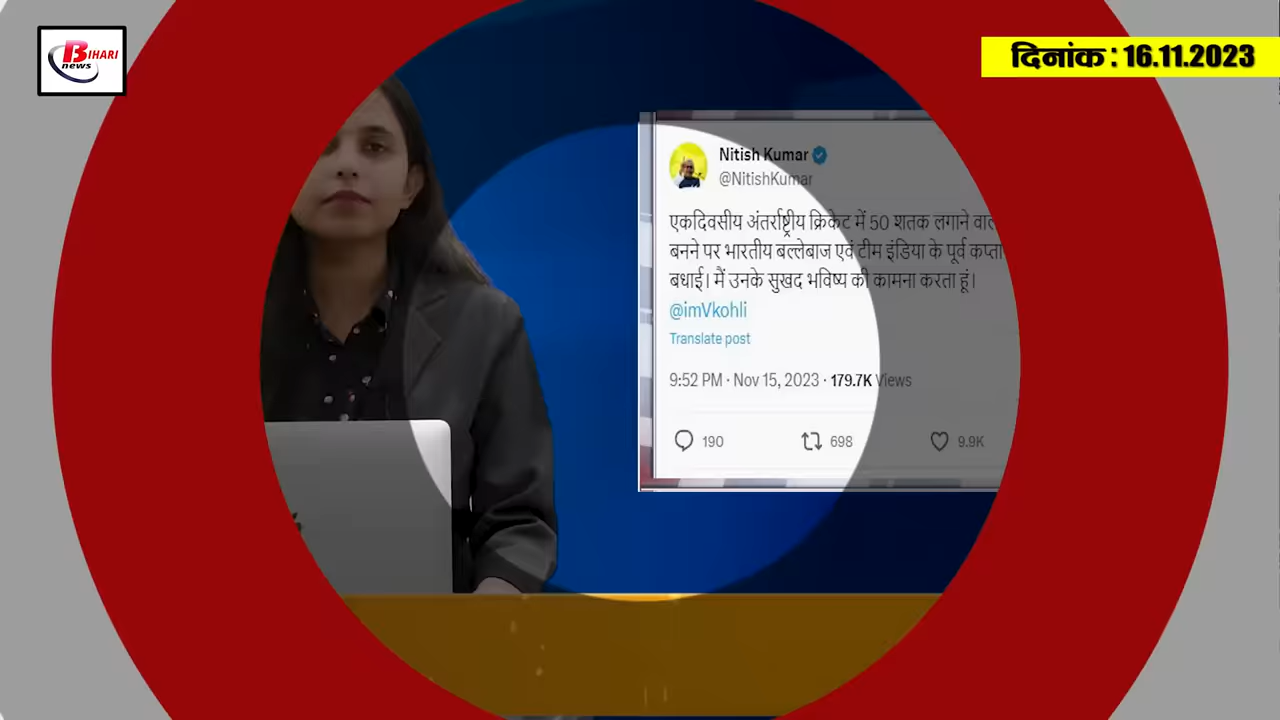 BIHARI
news
दिनांक : 16.11.2023
Nitish Kumar
@NitishKumar
एकदिवसीय अंतर्राष्ट्रीय क्रिकेट में 50 शतक लगाने
बनने पर भारतीय बल्लेबाज एवं टीम इंडिया के पूर्व
बधाई। मैं उनके सुखद भविष्य की कामना करता हूं।
@imVkohli
Translate post
9:52 PM · Nov 15, 2023 · 179.7K Views
190 698 9.9K